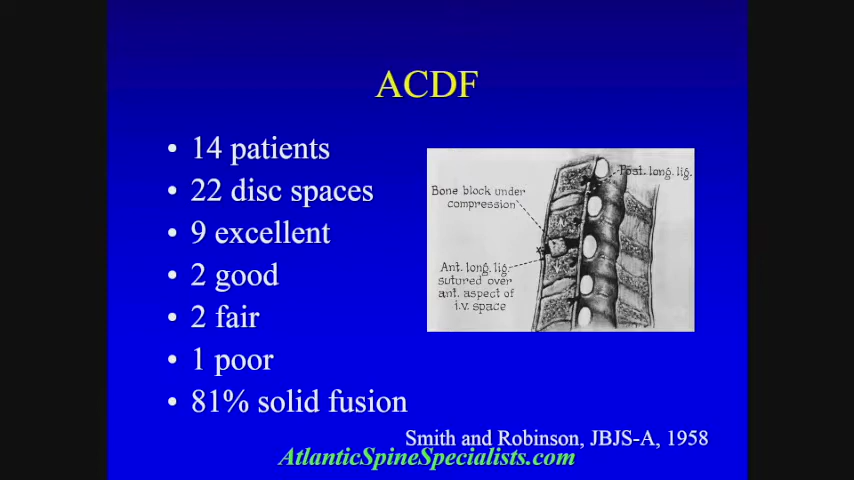 ACDF
• 14 patients
• 22 disc spaces
• 9 excellent
• 2 good
• 2 fair
• 1 poor
• 81% solid fusion
Post. long. lig.
Bone block under
compression
Ant. long. lig.
sutured over
ant. aspect of
i.v. space
Smith and Robinson, JBJS-A, 1958
AtlanticSpineSpecialists.com